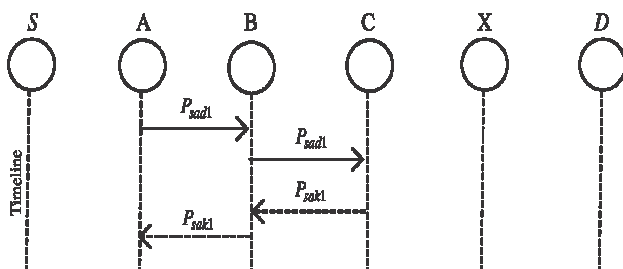 S A B C X D
P_sad1
P_sad1
P_sak1
P_sak1
Timeline